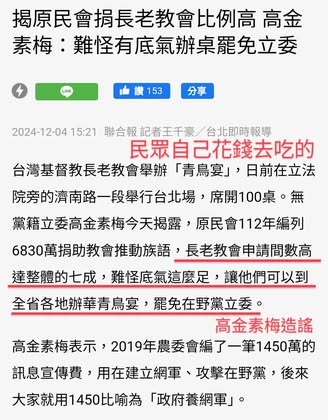 揭原民會捐長老教會比例高 高金
素梅：難怪有底氣辦桌罷免立委
LINE
讚 153
分享
2024-12-04 15:21 聯合報 記者王千豪／台北即時報導
民眾自己花錢去吃的
台灣基督教長老教會舉辦「青鳥宴」，日前在立法
院旁的濟南路一段舉行台北場，席開100桌。無
黨籍立委高金素梅今天揭露，原民會112年編列
6830萬捐助教會推動族語，長老教會申請間數高
達整體的七成，難怪底氣這麼足，讓他們可以到
全省各地辦華青鳥宴，罷免在野黨立委。
高金素梅造謠
高金素梅表示，2019年農委會編了一筆1450萬的
訊息宣傳費，用在建立網軍、攻擊在野黨，後來
大家就用1450比喻為「政府養網軍」。